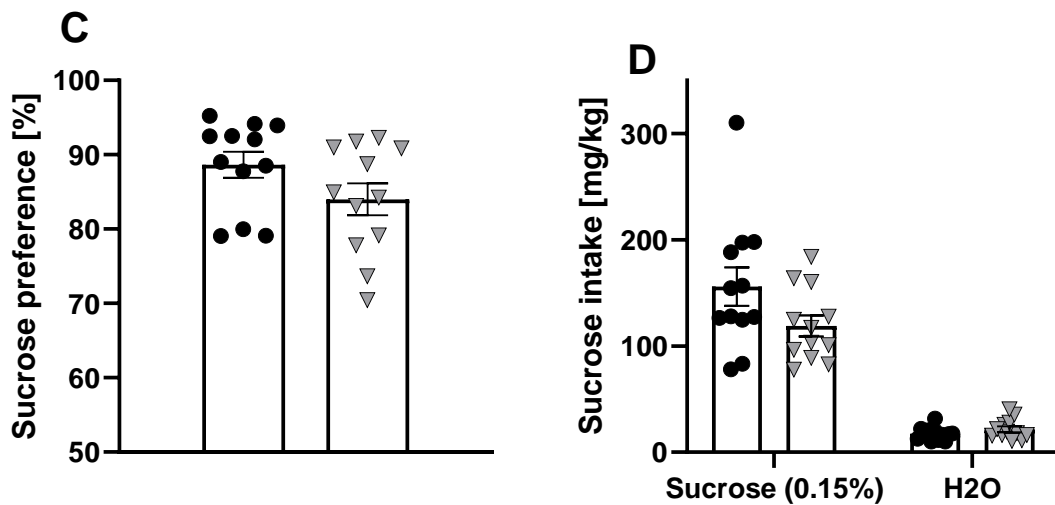 C
Sucrose preference [%]
100
90
80
70
60
50
D
Sucrose intake [mg/kg]
300
200
100
0
Sucrose (0.15%)
H2O